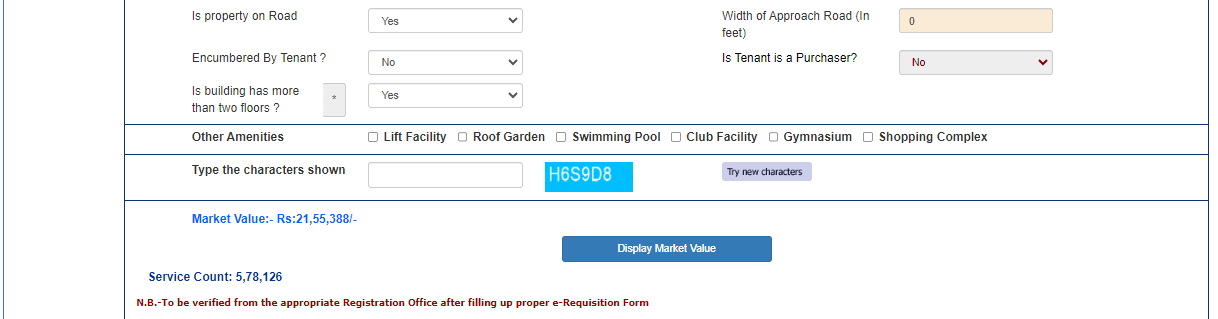 Is property on Road Yes Width of Approach Road (In feet) 0
Encumbered By Tenant ? No Is Tenant is a Purchaser? No
Is building has more than two floors ? * Yes
Other Amenities Lift Facility Roof Garden Swimming Pool Club Facility Gymnasium Shopping Complex
Type the characters shown H6S9D8 Try new characters
Market Value:- Rs:21,55,388/-
Display Market Value
Service Count: 5,78,126
N.B.-To be verified from the appropriate Registration Office after filling up proper e-Requisition Form